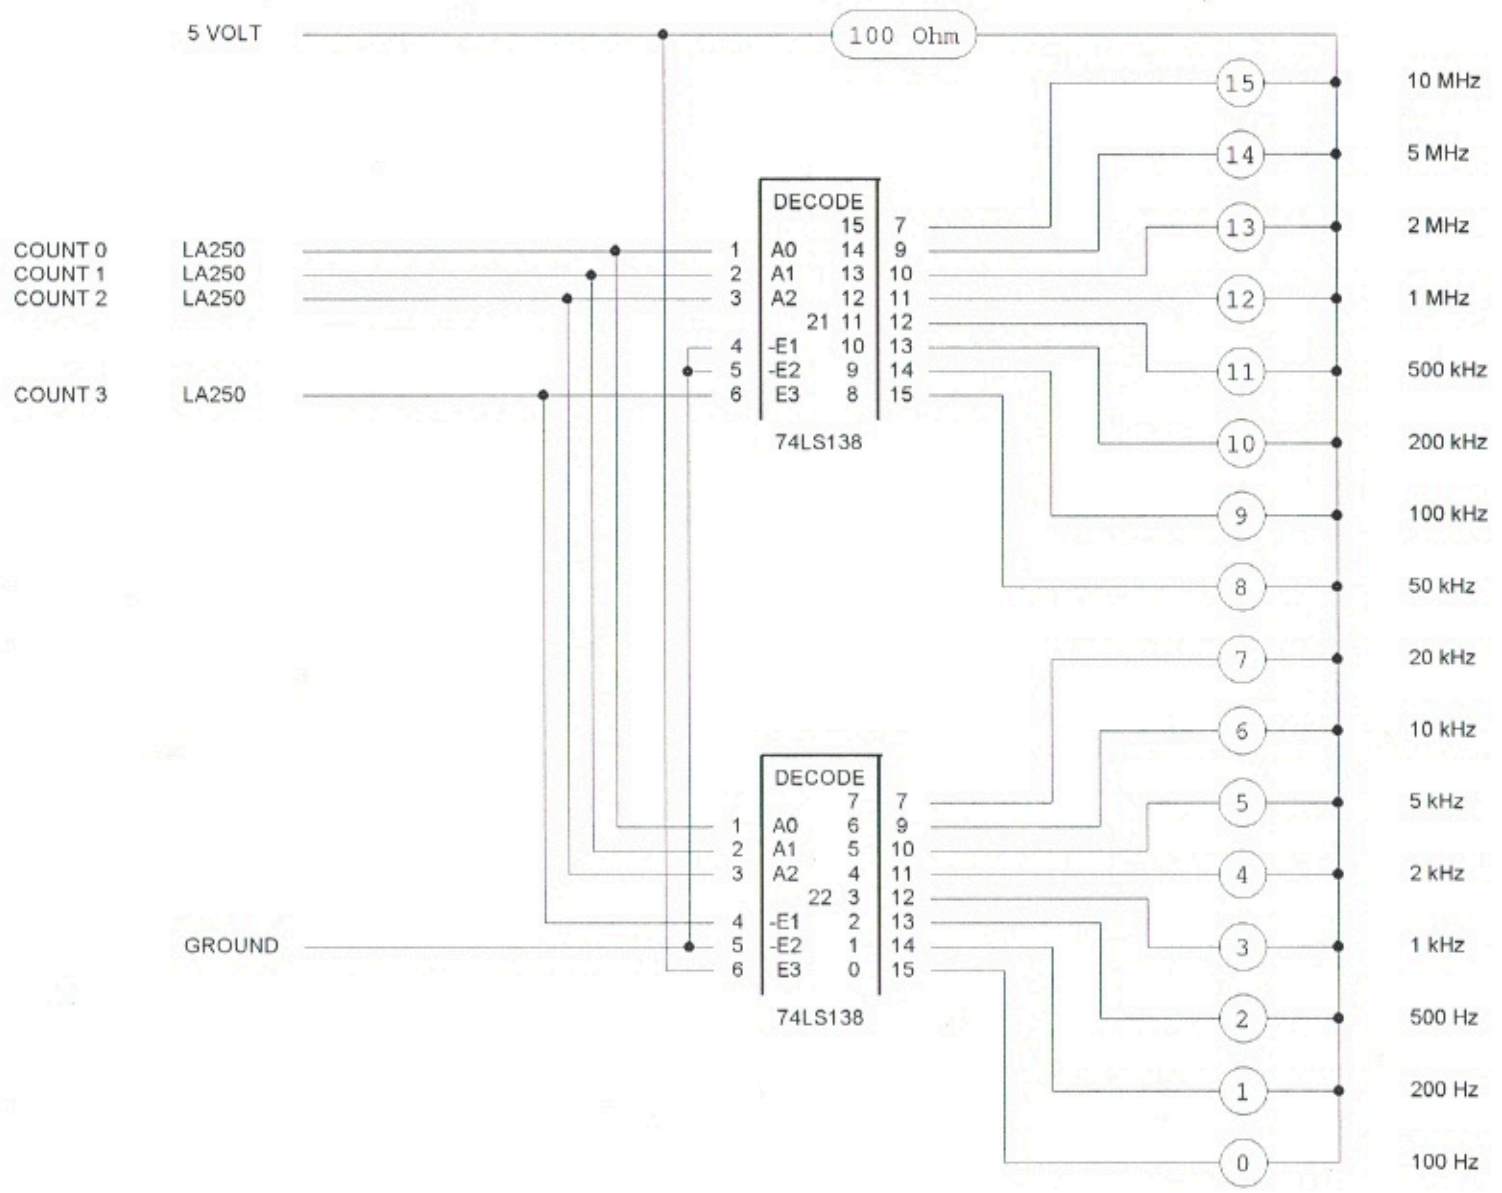 5 VOLT 100 Ohm
15 10 MHz
14 5 MHz
DECODE
15 7 13 2 MHz
COUNT 0 LA250 1 A0 14 9
COUNT 1 LA250 2 A1 13 10
COUNT 2 LA250 3 A2 12 11 12 1 MHz
21 11 12
4 -E1 10 13
5 -E2 9 14 11 500 kHz
COUNT 3 LA250 6 E3 8 15
74LS138 10 200 kHz
9 100 kHz
8 50 kHz
7 20 kHz
6 10 kHz
DECODE
7 7 5 5 kHz
1 A0 6 9
2 A1 5 10
3 A2 4 11 4 2 kHz
22 3 12
4 -E1 2 13
GROUND 5 -E2 1 14 3 1 kHz
6 E3 0 15
74LS138 2 500 Hz
1 200 Hz
0 100 Hz